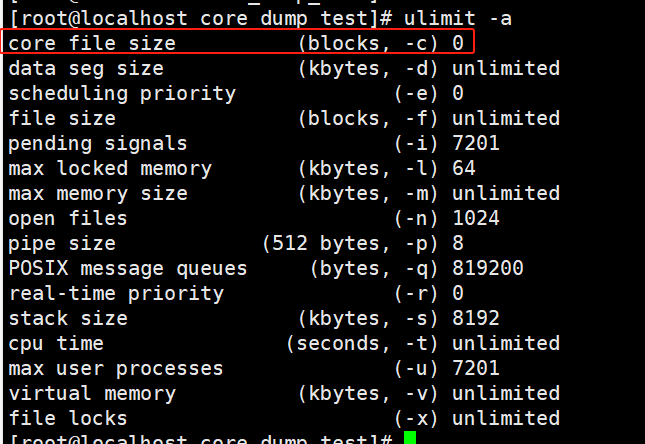 [root@localhost core_dump_test]# ulimit -a
core file size          (blocks, -c) 0
data seg size           (kbytes, -d) unlimited
scheduling priority             (-e) 0
file size               (blocks, -f) unlimited
pending signals                 (-i) 7201
max locked memory       (kbytes, -l) 64
max memory size         (kbytes, -m) unlimited
open files                      (-n) 1024
pipe size            (512 bytes, -p) 8
POSIX message queues     (bytes, -q) 819200
real-time priority              (-r) 0
stack size              (kbytes, -s) 8192
cpu time               (seconds, -t) unlimited
max user processes              (-u) 7201
virtual memory          (kbytes, -v) unlimited
file locks                      (-x) unlimited
[root@localhost core_dump_test]#